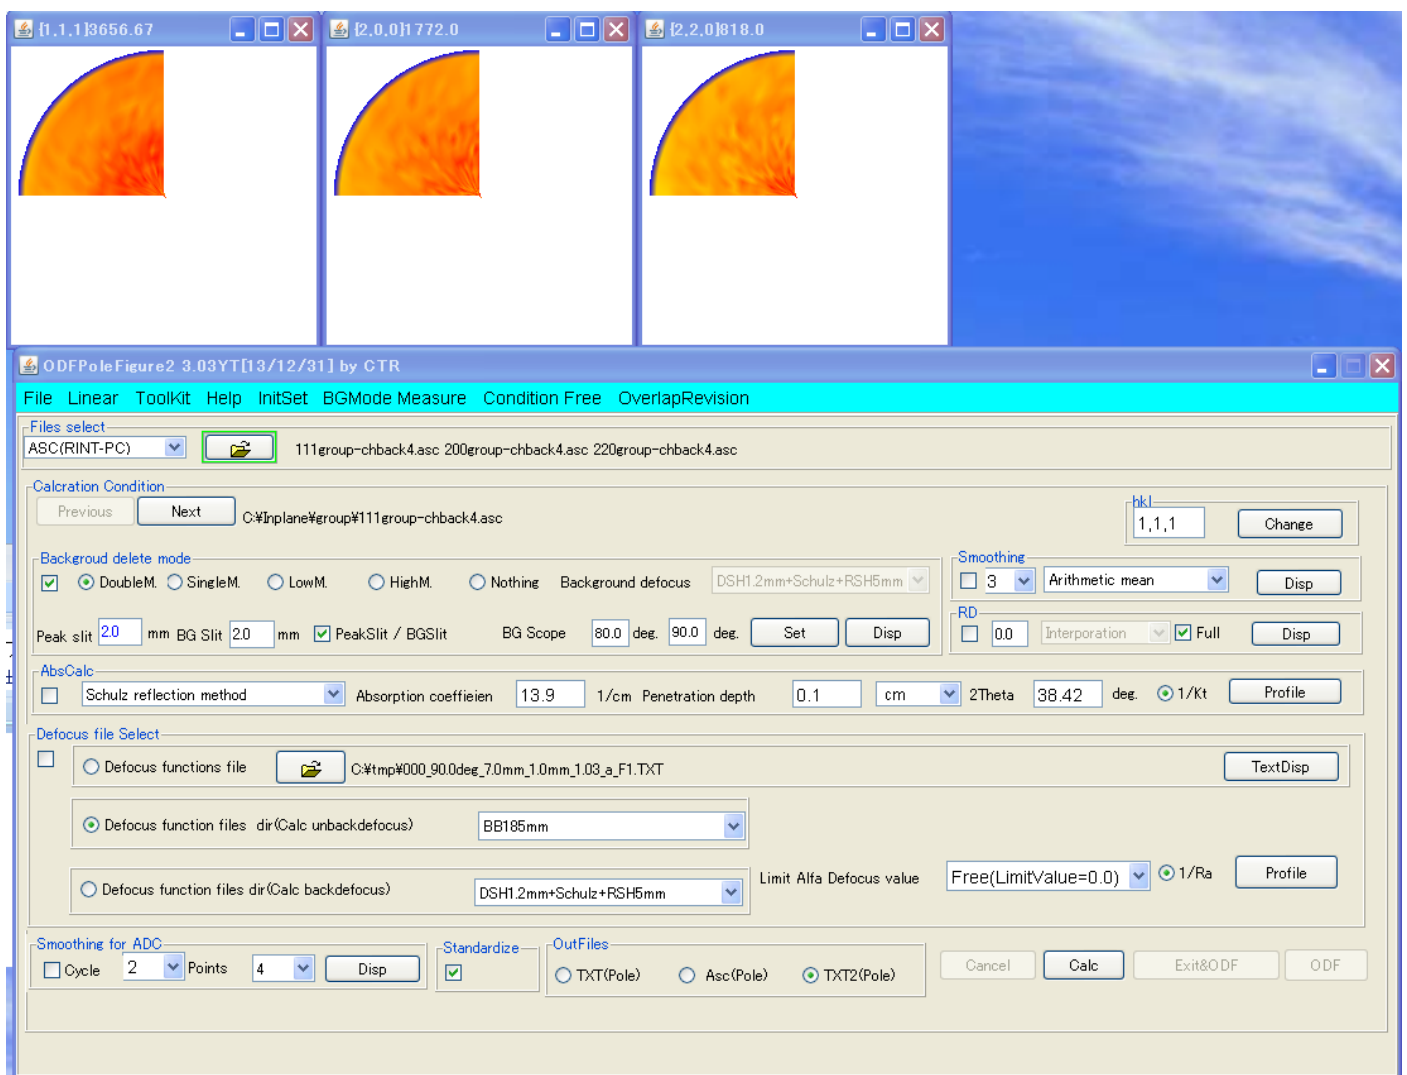 {1,1,1}3656.67
{2,0,0}1772.0
{2,2,0}818.0
ODFPoleFigure2 3.03YT[13/12/31] by CTR
File Linear ToolKit Help InitSet BGMode Measure Condition Free OverlapRevision
Files select
ASC(RINT-PC) 111group-chback4.asc 200group-chback4.asc 220group-chback4.asc
Calcration Condition
Previous Next C:¥Inplane¥group¥111group-chback4.asc
hkl
1,1,1 Change
Backgroud delete mode
DoubleM. SingleM. LowM. HighM. Nothing Background defocus DSH1.2mm+Schulz+RSH5mm
Smoothing
3 Arithmetic mean Disp
Peak slit 2.0 mm BG Slit 2.0 mm PeakSlit / BGSlit BG Scope 80.0 deg. 90.0 deg. Set Disp
RD
0.0 Interporation Full Disp
AbsCalc
Schulz reflection method Absorption coeffieien 13.9 1/cm Penetration depth 0.1 cm 2Theta 38.42 deg. 1/Kt Profile
Defocus file Select
Defocus functions file C:¥tmp¥000_90.0deg_7.0mm_1.0mm_1.03_a_F1.TXT TextDisp
Defocus function files dir(Calc unbackdefocus) BB185mm
Defocus function files dir(Calc backdefocus) DSH1.2mm+Schulz+RSH5mm Limit Alfa Defocus value Free(LimitValue=0.0) 1/Ra Profile
Smoothing for ADC
Cycle 2 Points 4 Disp
Standardize
OutFiles
TXT(Pole) Asc(Pole) TXT2(Pole)
Cancel Calc Exit&ODF ODF